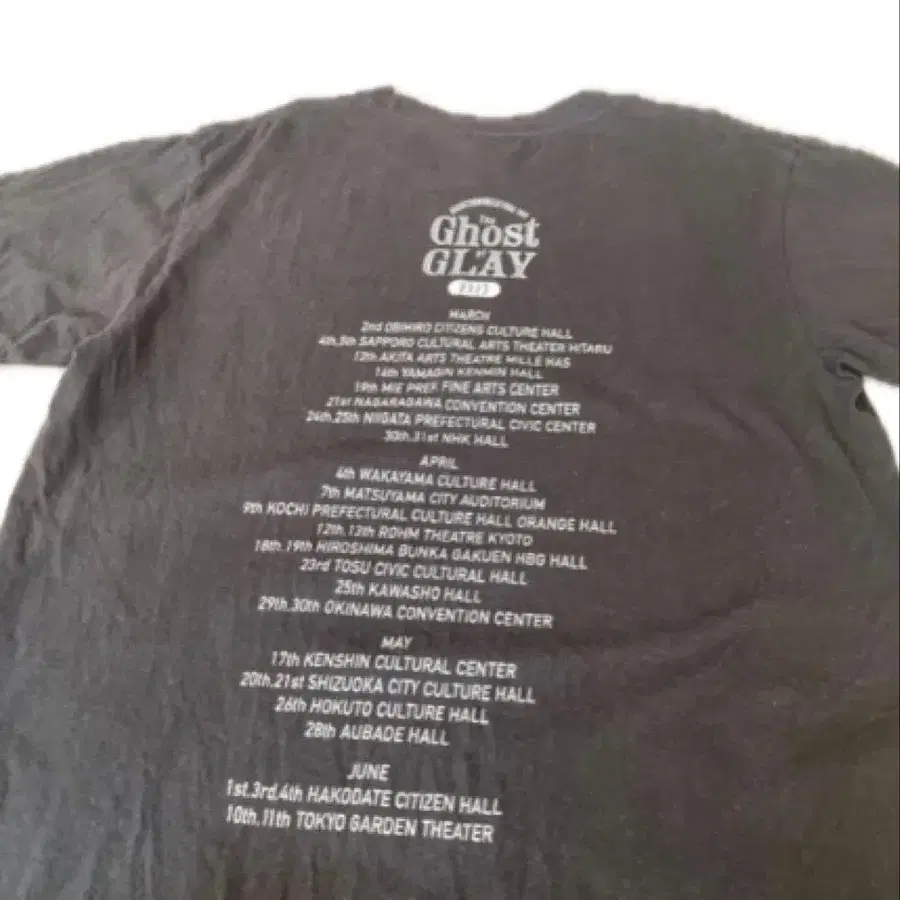 The
Ghost
of
GLAY
MARCH
2nd OBIHIRO CITIZENS CULTURE HALL
4th.5th SAPPORO CULTURAL ARTS THEATER HITARU
12th AKITA ARTS THEATRE MILLE HAS
14th YAMAGIN KENMIN HALL
19th MIE PREF FINE ARTS CENTER
21st NAGARAGAWA CONVENTION CENTER
24th.25th NIIGATA PREFECTURAL CIVIC CENTER
30th.31st NHK HALL
APRIL
4th WAKAYAMA CULTURE HALL
7th MATSUYAMA CITY AUDITORIUM
9th KOCHI PREFECTURAL CULTURE HALL ORANGE HALL
12th.13th ROHM THEATRE KYOTO
18th.19th HIROSHIMA BUNKA GAKUEN HBG HALL
23rd TOSU CIVIC CULTURAL HALL
25th KAWASHO HALL
29th.30th OKINAWA CONVENTION CENTER
MAY
17th KENSHIN CULTURAL CENTER
20th.21st SHIZUOKA CITY CULTURE HALL
26th HOKUTO CULTURE HALL
28th AUBADE HALL
JUNE
1st.3rd.4th HAKODATE CITIZEN HALL
10th.11th TOKYO GARDEN THEATER